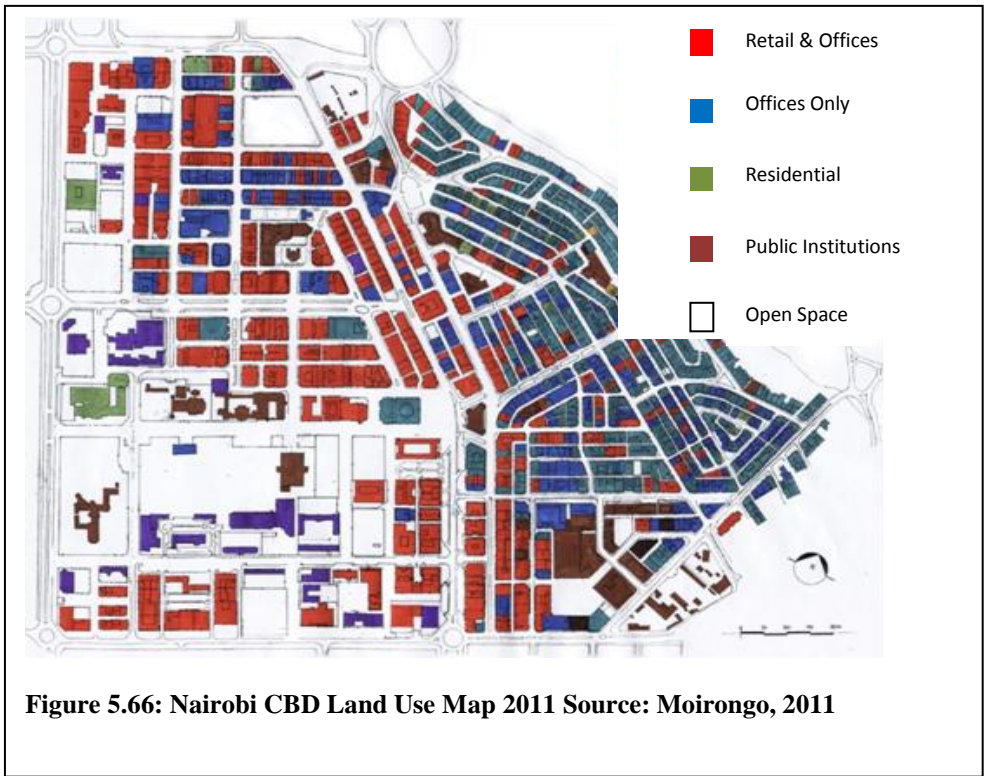 Retail & Offices
Offices Only
Residential
Public Institutions
Open Space
Figure 5.66: Nairobi CBD Land Use Map 2011 Source: Moirongo, 2011